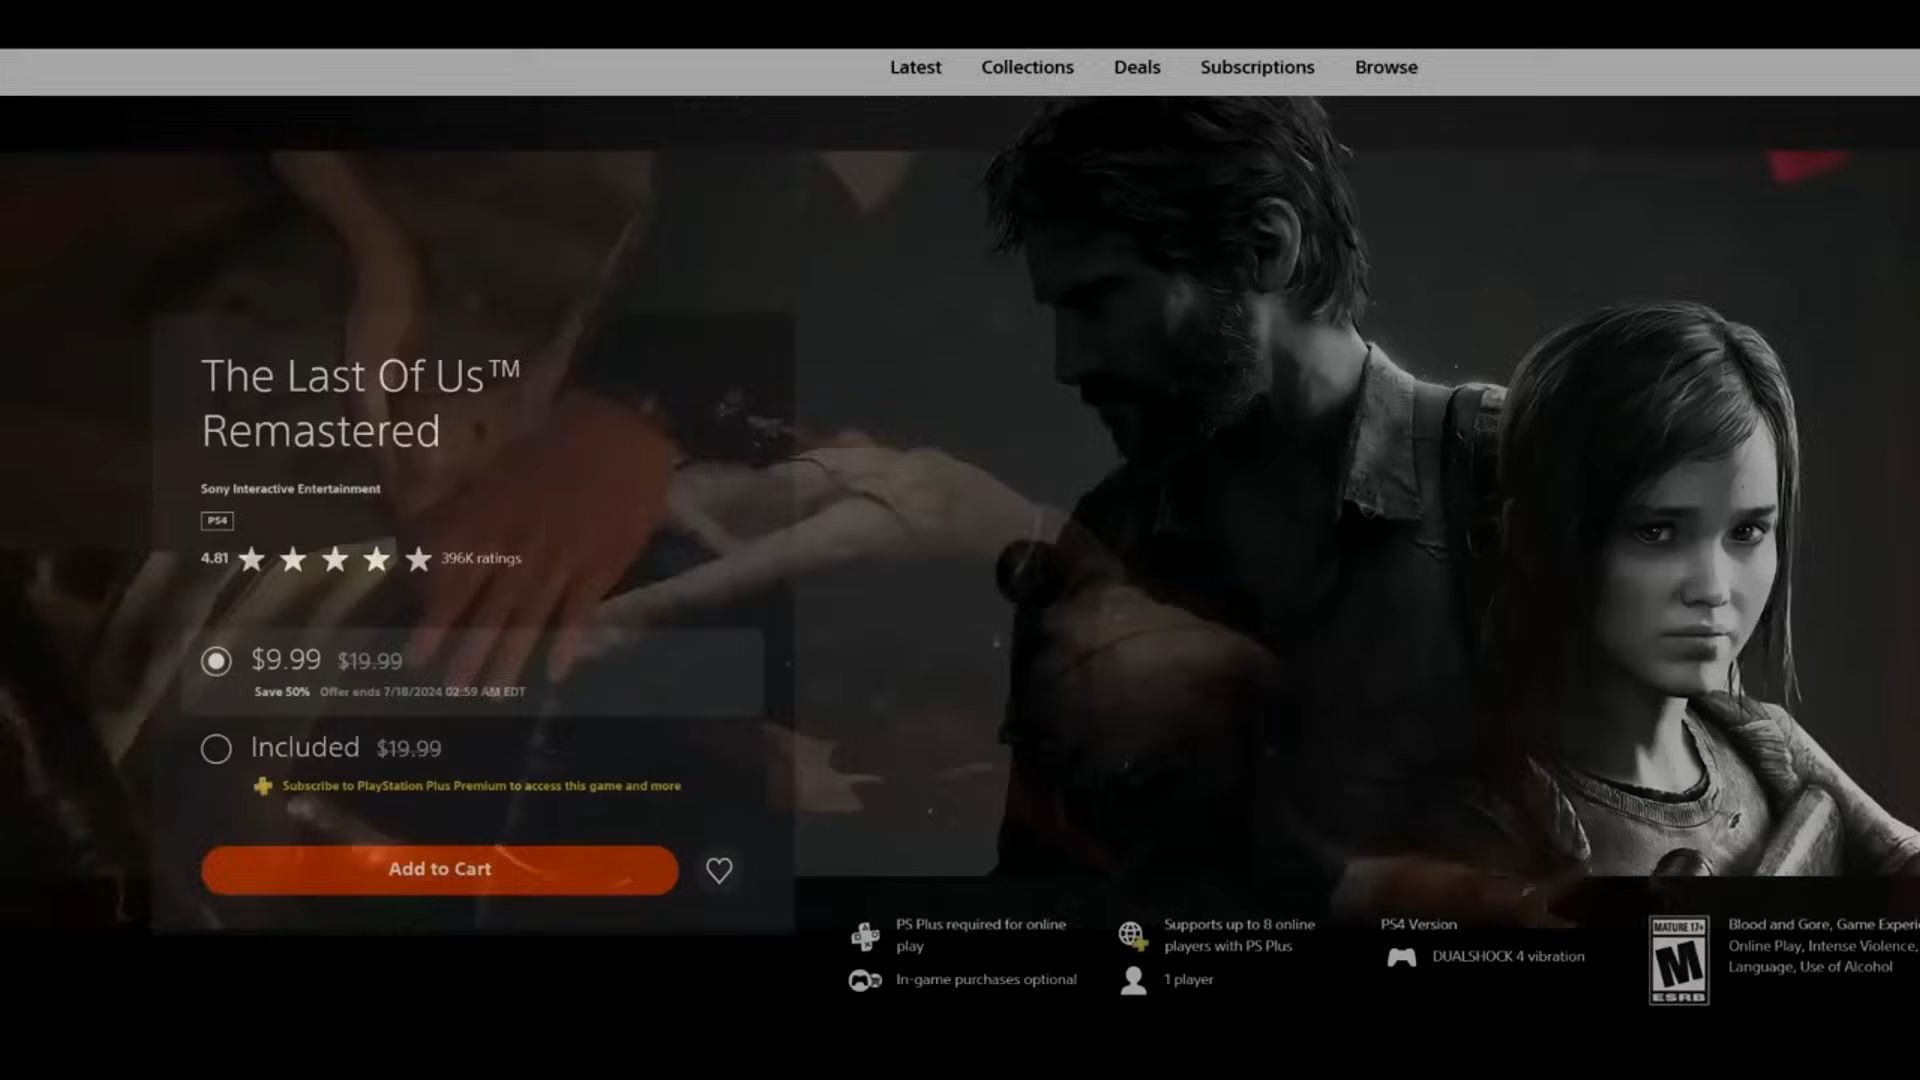 Latest Collections Deals Subscriptions Browse
The Last Of Us™
Remastered
Sony Interactive Entertainment
PS4
4.81 396K ratings
$9.99 $19.99
Save 50% Offer ends 7/18/2024 02:59 AM EDT
Included $19.99
Subscribe to PlayStation Plus Premium to access this game and more
Add to Cart
PS Plus required for online
play
In-game purchases optional
Supports up to 8 online
players with PS Plus
1 player
PS4 Version
DUALSHOCK 4 vibration
MATURE 17+
M
ESRB
Blood and Gore, Game Experi
Online Play, Intense Violence,
Language, Use of Alcohol